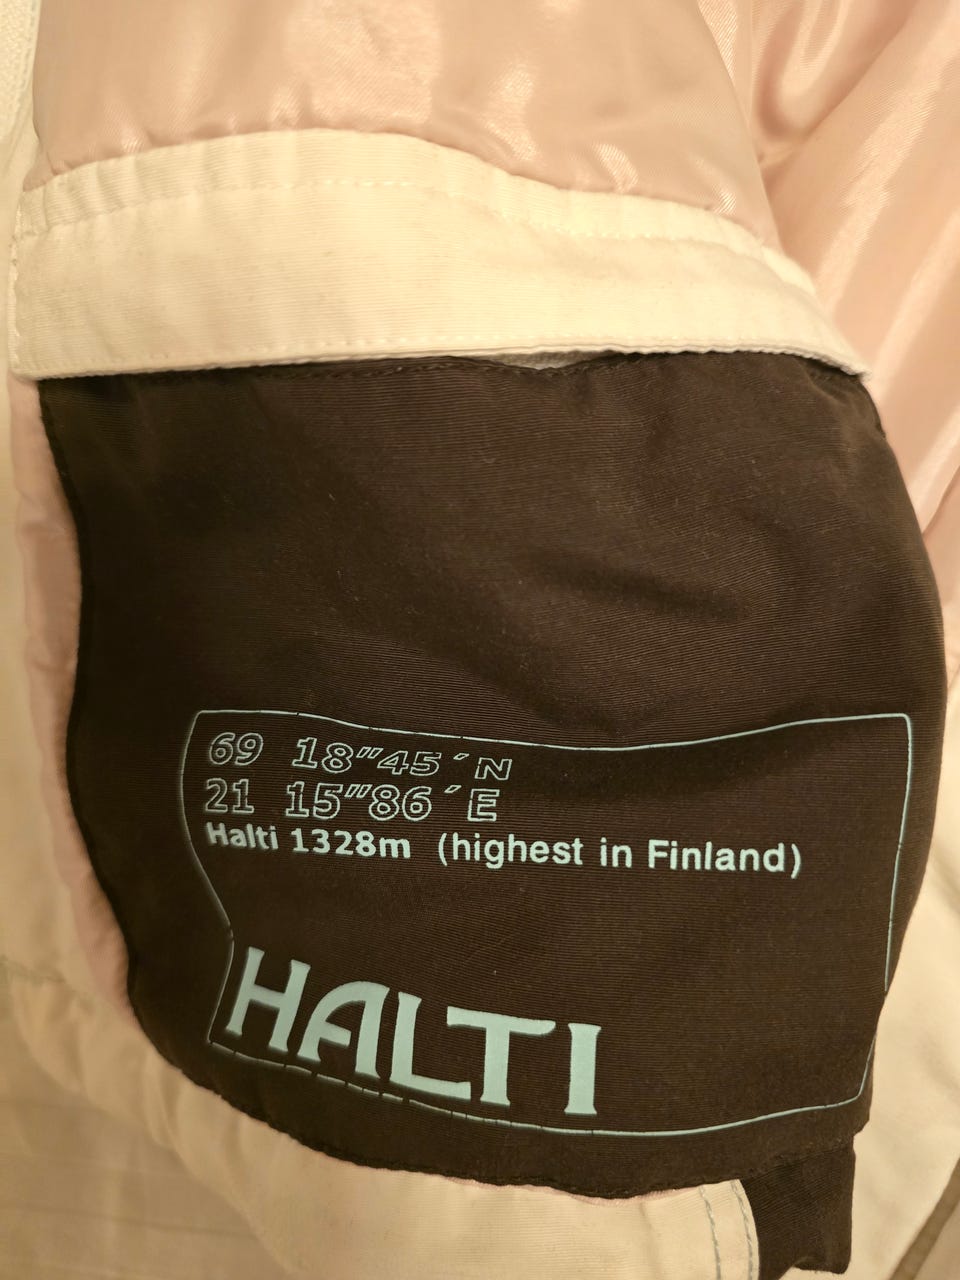 69 18"45´N
21 15"86´E
Halti 1328m (highest in Finland)
HALTI